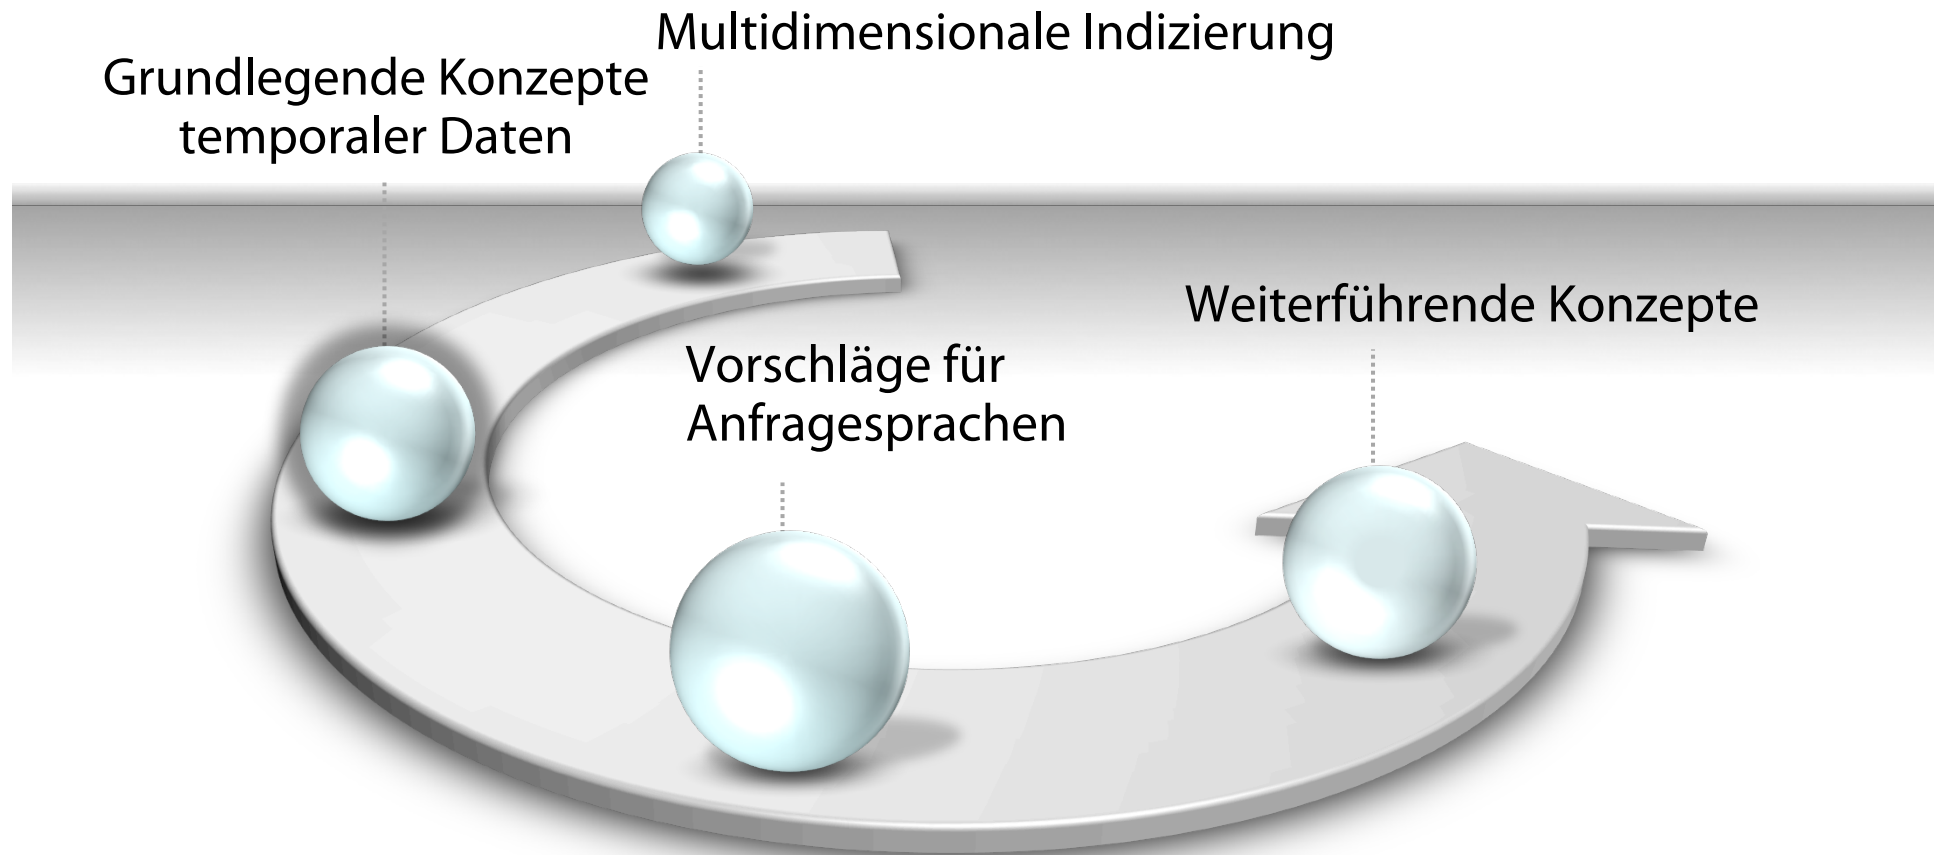 Multidimensionale Indizierung
Grundlegende Konzepte
temporaler Daten
Weiterführende Konzepte
Vorschläge für
Anfragesprachen